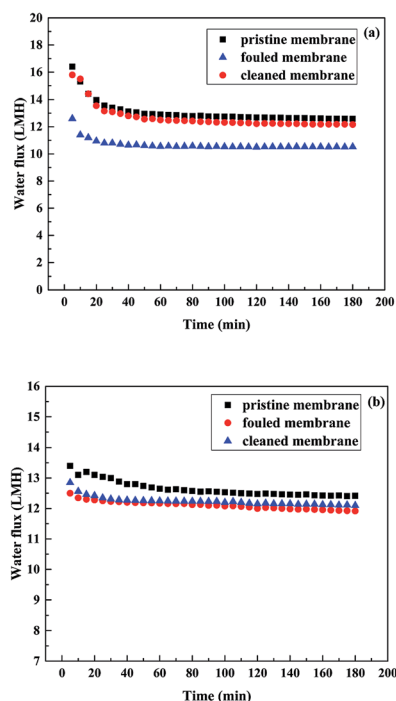 20
18
16
14
12
10
8
6
4
2
0
Water flux (LMH)
(a)
pristine membrane
fouled membrane
cleaned membrane
0 20 40 60 80 100 120 140 160 180 200
Time (min)
16
15
14
13
12
11
10
9
8
7
Water flux (LMH)
(b)
pristine membrane
fouled membrane
cleaned membrane
0 20 40 60 80 100 120 140 160 180 200
Time (min)